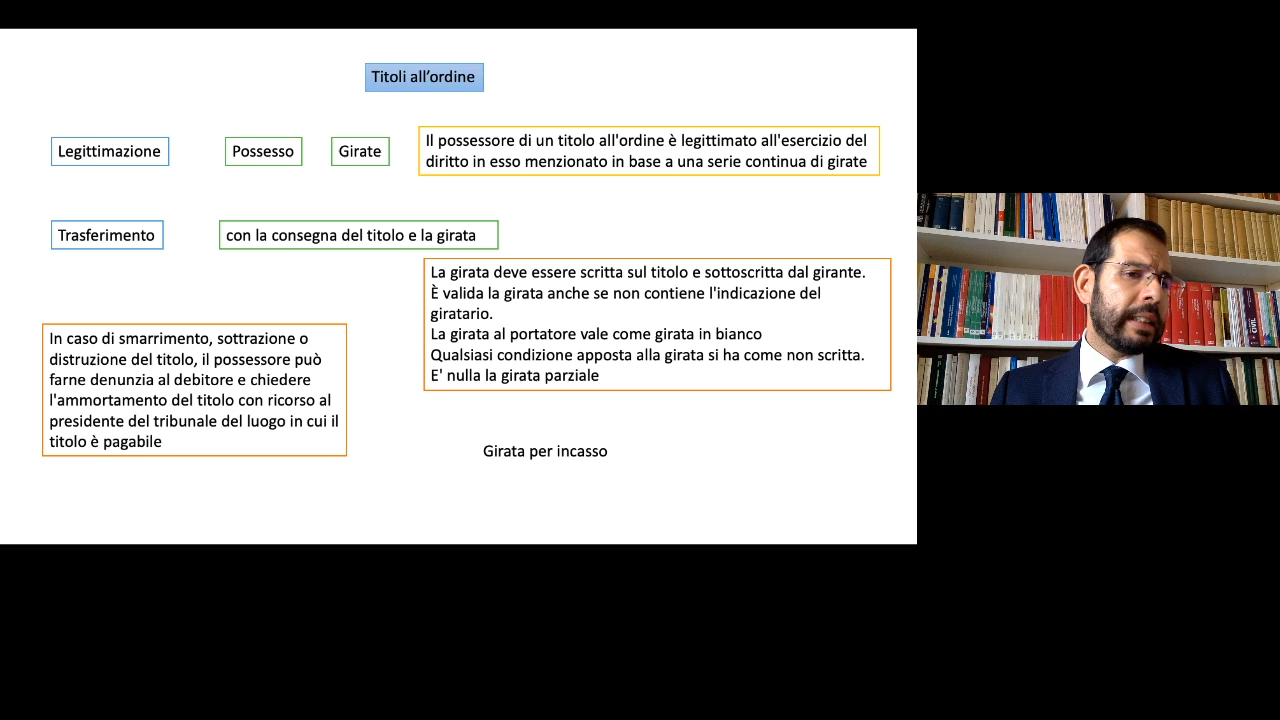 Titoli all’ordine
Legittimazione
Possesso
Girate
Il possessore di un titolo all'ordine è legittimato all'esercizio del
diritto in esso menzionato in base a una serie continua di girate
Trasferimento
con la consegna del titolo e la girata
La girata deve essere scritta sul titolo e sottoscritta dal girante.
È valida la girata anche se non contiene l'indicazione del
giratario.
La girata al portatore vale come girata in bianco
Qualsiasi condizione apposta alla girata si ha come non scritta.
E' nulla la girata parziale
In caso di smarrimento, sottrazione o
distruzione del titolo, il possessore può
farne denunzia al debitore e chiedere
l'ammortamento del titolo con ricorso al
presidente del tribunale del luogo in cui il
titolo è pagabile
Girata per incasso